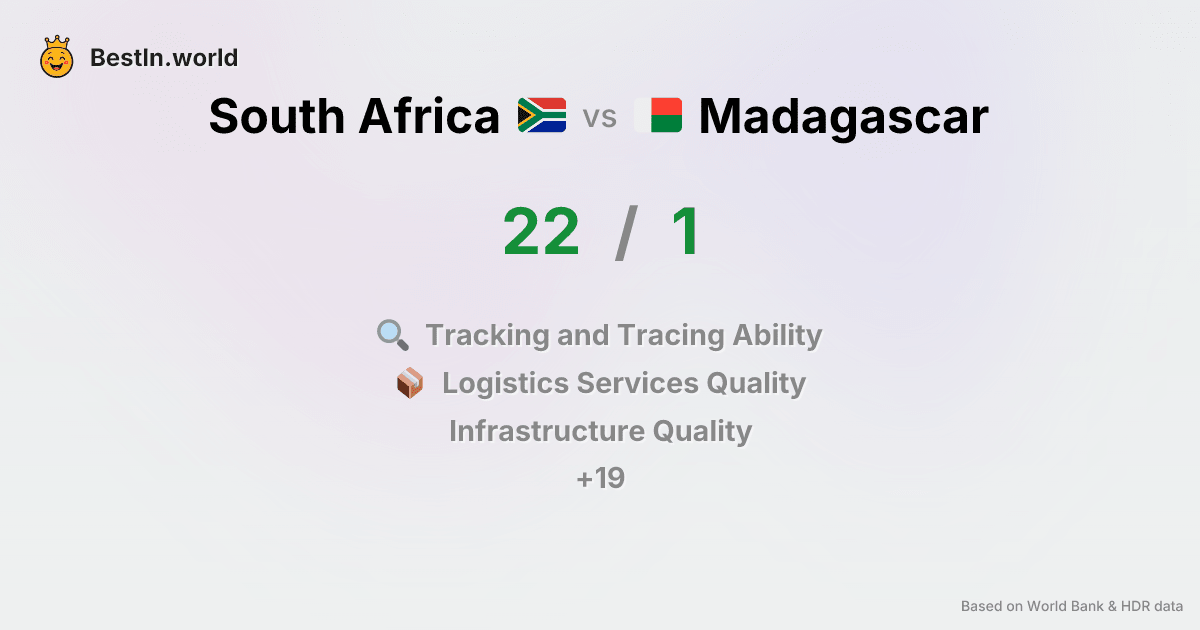 BestIn.world
South Africa vs Madagascar
22 / 1
Tracking and Tracing Ability
Logistics Services Quality
Infrastructure Quality
+19
Based on World Bank & HDR data